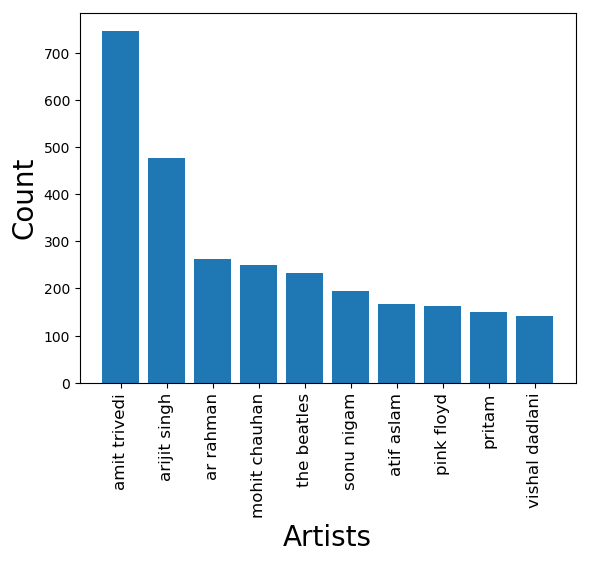 700
600
500
400
300
200
100
0
Count
amit trivedi
arijit singh
ar rahman
mohit chauhan
the beatles
sonu nigam
atif aslam
pink floyd
pritam
vishal dadlani
Artists